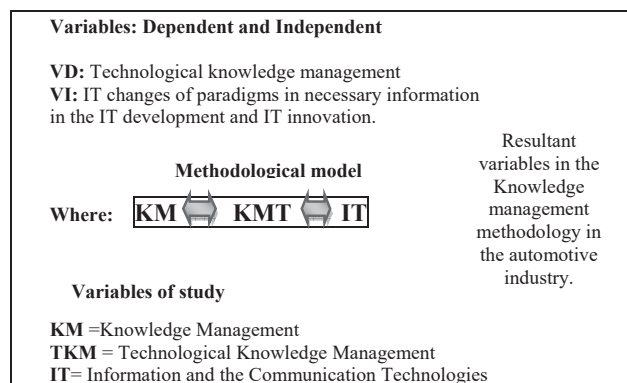 Variables: Dependent and Independent
VD: Technological knowledge management
VI: IT changes of paradigms in necessary information
in the IT development and IT innovation.
Methodological model
Where: KM KMT IT
Resultant
variables in the
Knowledge
management
methodology in
the automotive
industry.
Variables of study
KM =Knowledge Management
TKM = Technological Knowledge Management
IT= Information and the Communication Technologies